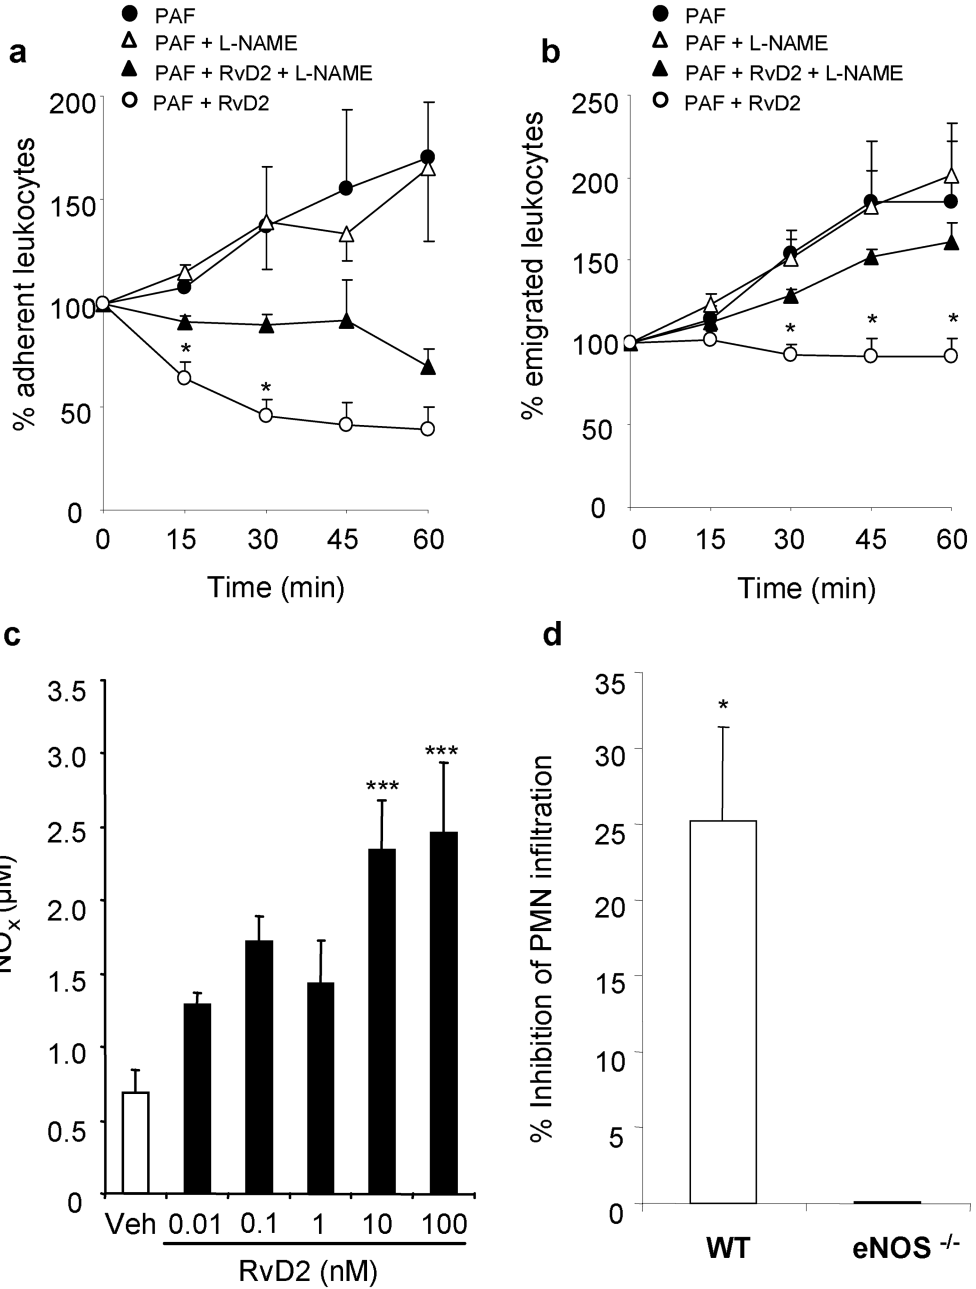 a
PAF
PAF + L-NAME
PAF + RvD2 + L-NAME
PAF + RvD2
% adherent leukocytes
200
150
100
50
0
0 15 30 45 60
* *
Time (min)
b
PAF
PAF + L-NAME
PAF + RvD2 + L-NAME
PAF + RvD2
% emigrated leukocytes
250
200
150
100
50
0
0 15 30 45 60
* * *
Time (min)
c
NOx (µM)
3.5
3.0
2.5
2.0
1.5
1.0
0.5
0
*** ***
Veh 0.01 0.1 1 10 100
RvD2 (nM)
d
% Inhibition of PMN infiltration
35
30
25
20
15
10
5
0
*
WT eNOS -/-